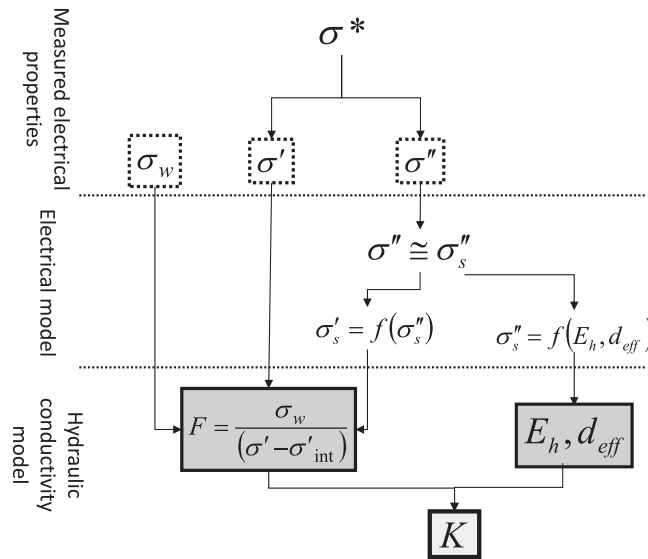 Measured electrical
properties
σ*
σ_w
σ′
σ″
Electrical model
σ″ ≅ σ″_s
σ′_s = f(σ″_s)
σ″_s = f(E_h, d_eff)
Hydraulic
conductivity
model
F = σ_w / (σ′ − σ′_int)
E_h, d_eff
K